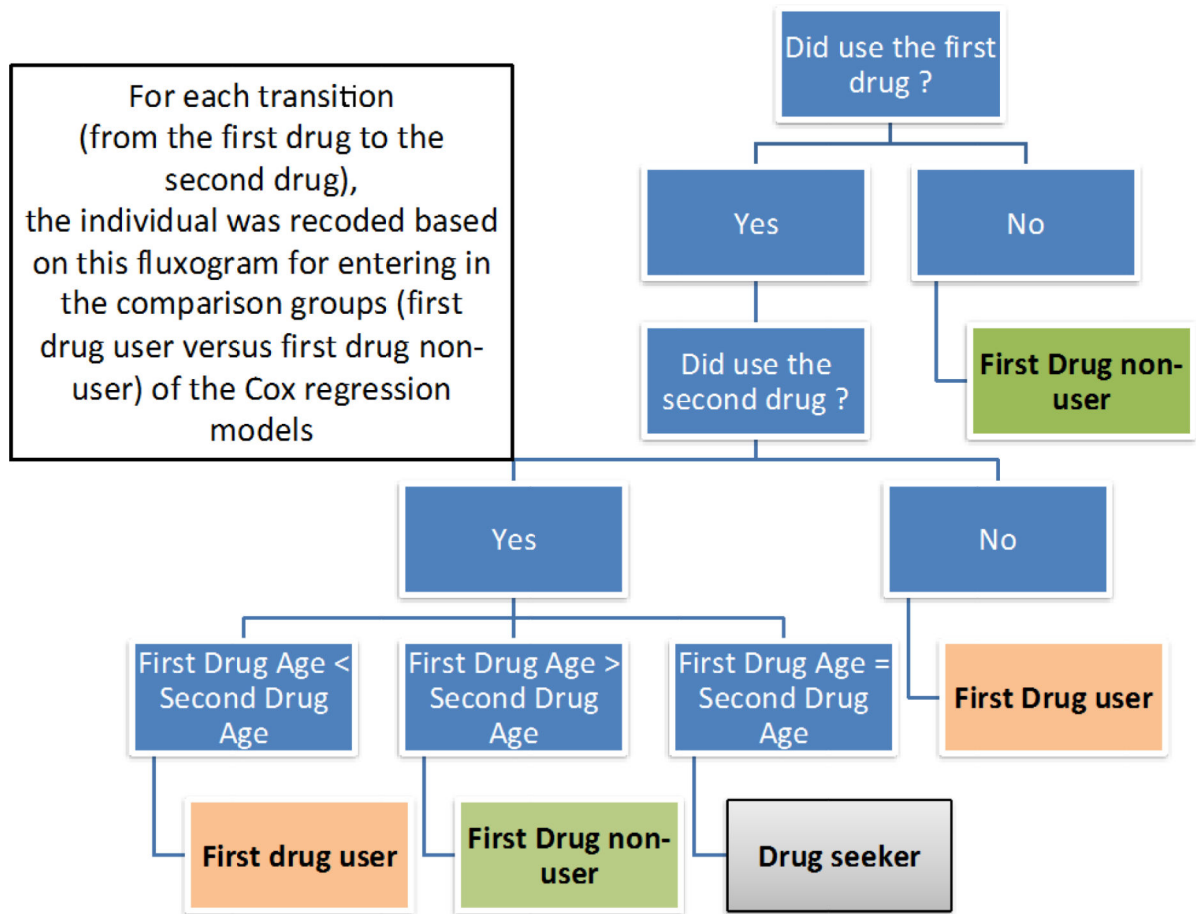 For each transition
(from the first drug to the
second drug),
the individual was recoded based
on this fluxogram for entering in
the comparison groups (first
drug user versus first drug non-
user) of the Cox regression
models
Did use the first
drug ?
Yes
No
Did use the
second drug ?
First Drug non-
user
Yes
No
First Drug Age <
Second Drug
Age
First Drug Age >
Second Drug
Age
First Drug Age =
Second Drug
Age
First Drug user
First drug user
First Drug non-
user
Drug seeker